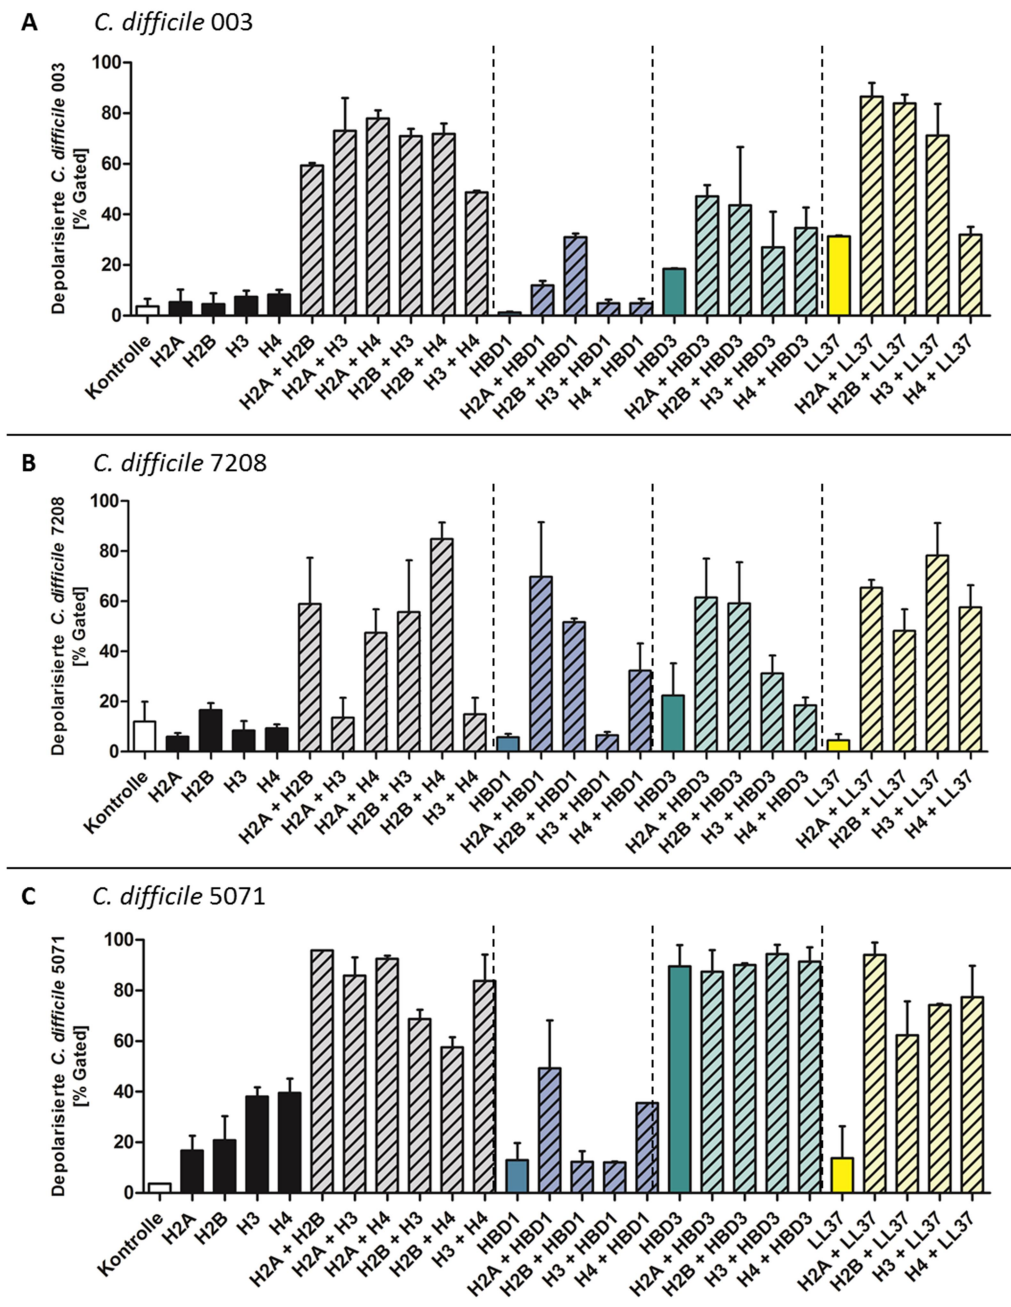 A C. difficile 003
Depolarisierte C. difficile 003
[% Gated]
100
80
60
40
20
0
Kontrolle
H2A
H2B
H3
H4
H2A + H2B
H2A + H3
H2A + H4
H2B + H3
H2B + H4
H3 + H4
HBD1
H2A + HBD1
H2B + HBD1
H3 + HBD1
H4 + HBD1
HBD3
H2A + HBD3
H2B + HBD3
H3 + HBD3
H4 + HBD3
LL37
H2A + LL37
H2B + LL37
H3 + LL37
H4 + LL37
B C. difficile 7208
Depolarisierte C. difficile 7208
[% Gated]
100
80
60
40
20
0
Kontrolle
H2A
H2B
H3
H4
H2A + H2B
H2A + H3
H2A + H4
H2B + H3
H2B + H4
H3 + H4
HBD1
H2A + HBD1
H2B + HBD1
H3 + HBD1
H4 + HBD1
HBD3
H2A + HBD3
H2B + HBD3
H3 + HBD3
H4 + HBD3
LL37
H2A + LL37
H2B + LL37
H3 + LL37
H4 + LL37
C C. difficile 5071
Depolarisierte C. difficile 5071
[% Gated]
100
80
60
40
20
0
Kontrolle
H2A
H2B
H3
H4
H2A + H2B
H2A + H3
H2A + H4
H2B + H3
H2B + H4
H3 + H4
HBD1
H2A + HBD1
H2B + HBD1
H3 + HBD1
H4 + HBD1
HBD3
H2A + HBD3
H2B + HBD3
H3 + HBD3
H4 + HBD3
LL37
H2A + LL37
H2B + LL37
H3 + LL37
H4 + LL37